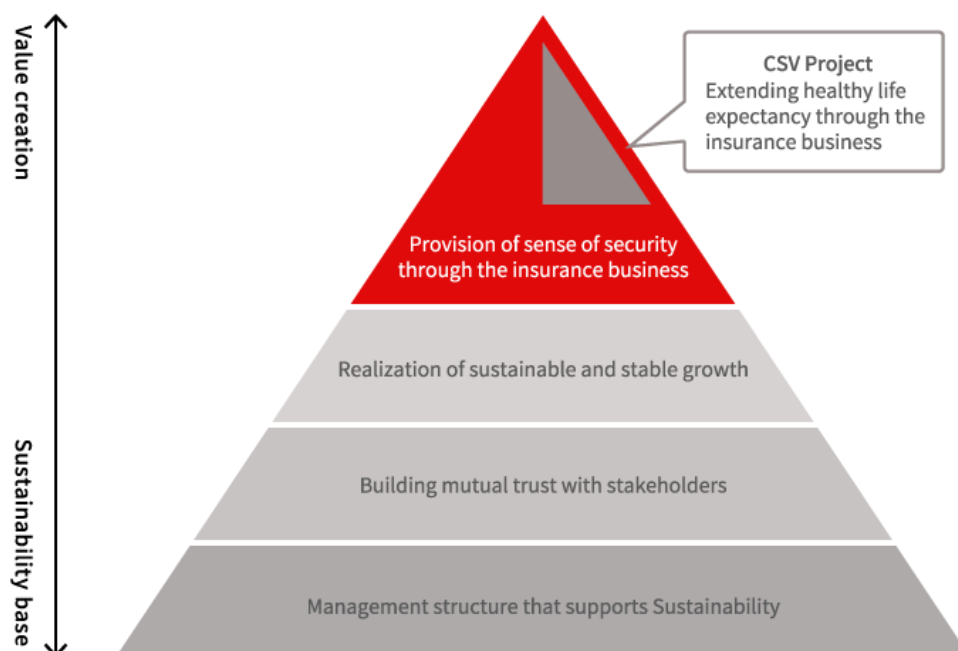 Value creation
CSV Project
Extending healthy life
expectancy through the
insurance business
Provision of sense of security
through the insurance business
Realization of sustainable and stable growth
Building mutual trust with stakeholders
Sustainability base
Management structure that supports Sustainability